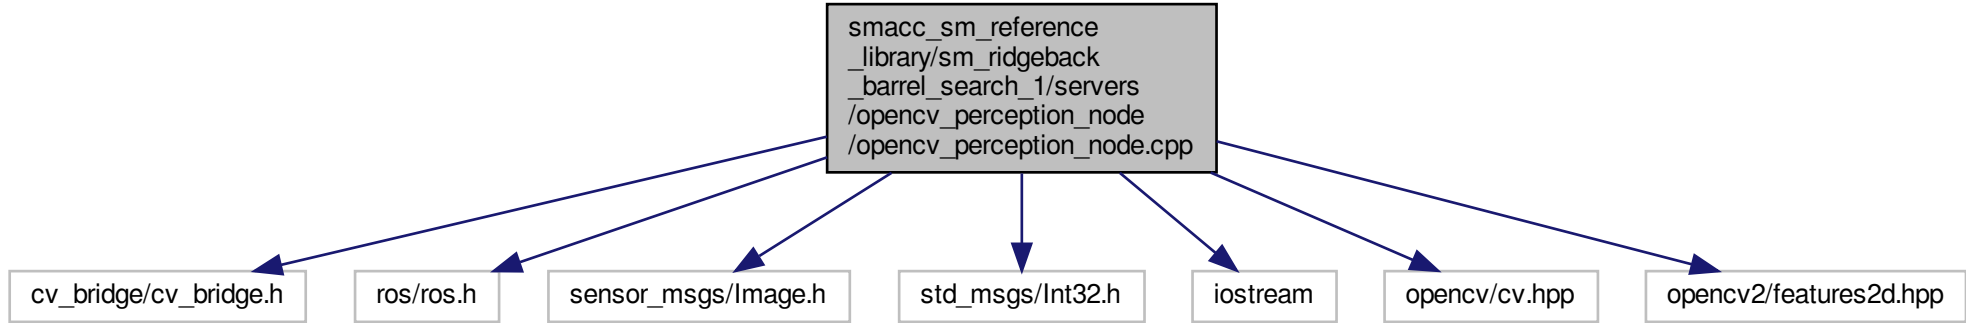 smacc_sm_reference
_library/sm_ridgeback
_barrel_search_1/servers
/opencv_perception_node
/opencv_perception_node.cpp
cv_bridge/cv_bridge.h
ros/ros.h
sensor_msgs/Image.h
std_msgs/Int32.h
iostream
opencv/cv.hpp
opencv2/features2d.hpp